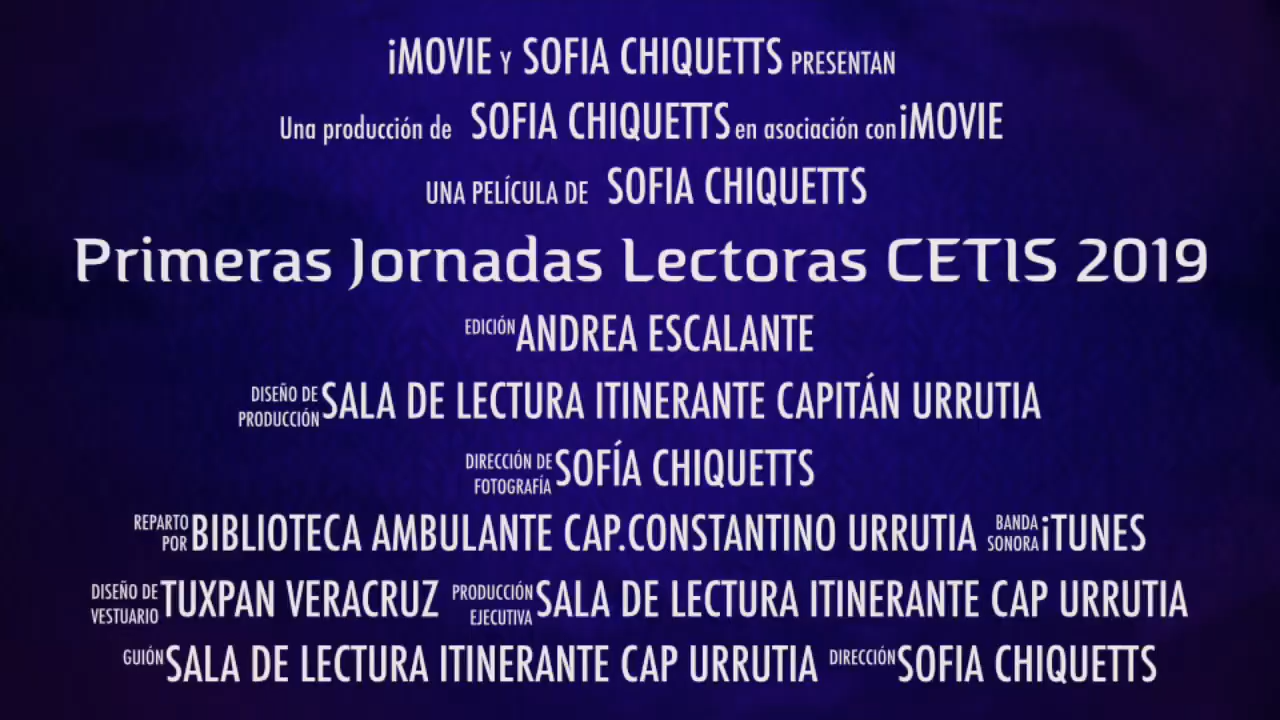 iMOVIE Y SOFIA CHIQUETTS PRESENTAN
Una producción de SOFIA CHIQUETTS en asociación con iMOVIE
UNA PELÍCULA DE SOFIA CHIQUETTS
Primeras Jornadas Lectoras CETIS 2019
EDICIÓN ANDREA ESCALANTE
DISEÑO DE PRODUCCIÓN SALA DE LECTURA ITINERANTE CAPITÁN URRUTIA
DIRECCIÓN DE FOTOGRAFÍA SOFÍA CHIQUETTS
REPARTO POR BIBLIOTECA AMBULANTE CAP.CONSTANTINO URRUTIA BANDA SONORA iTUNES
DISEÑO DE VESTUARIO TUXPAN VERACRUZ PRODUCCIÓN EJECUTIVA SALA DE LECTURA ITINERANTE CAP URRUTIA
GUIÓN SALA DE LECTURA ITINERANTE CAP URRUTIA DIRECCIÓN SOFIA CHIQUETTS